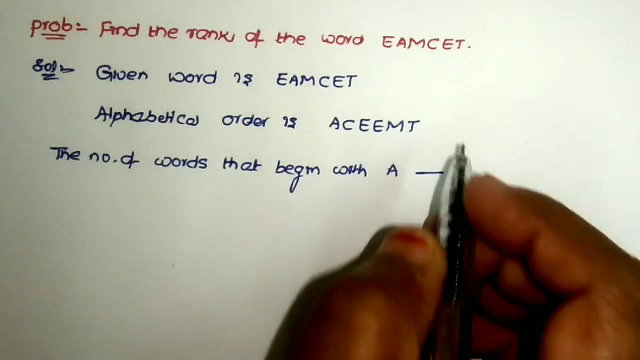 prob:- Find the rank of the word EAMCET.
Sol:- Given word is EAMCET
Alphabetical order is ACEEMT
The no. of words that begin with A —